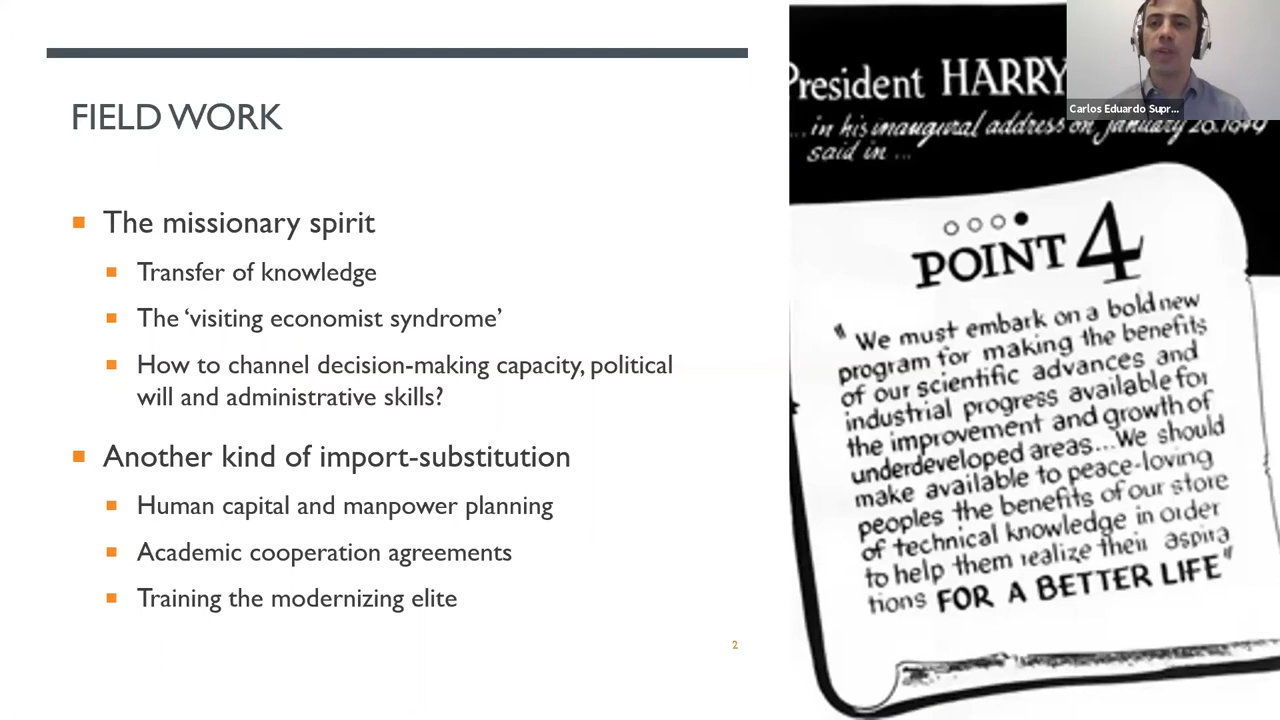 FIELD WORK
The missionary spirit
Transfer of knowledge
The ‘visiting economist syndrome’
How to channel decision-making capacity, political
will and administrative skills?
Another kind of import-substitution
Human capital and manpower planning
Academic cooperation agreements
Training the modernizing elite
2
President HARRY
...in his inaugural address on January 20.1949
said in ...
POINT 4
"We must embark on a bold new
program for making the benefits
of our scientific advances and
industrial progress available for
the improvement and growth of
underdeveloped areas...We should
make available to peace-loving
peoples the benefits of our store
of technical knowledge in order
to help them realize their aspira
tions FOR A BETTER LIFE"
Carlos Eduardo Supr...